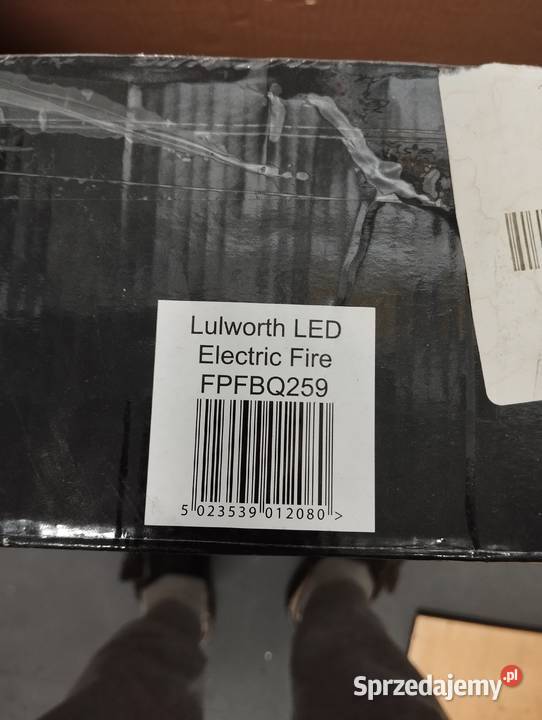 Lulworth LED
Electric Fire
FPFBQ259
5 023539 012080 >
Sprzedajemy.pl